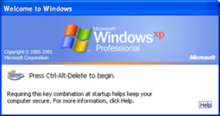 Welcome to Windows
Microsoft
Windows xp
Professional
Copyright © 1985-2001
Microsoft Corporation
Microsoft
Press Ctrl-Alt-Delete to begin.
Requiring this key combination at startup helps keep your
computer secure. For more information, click Help.
Help